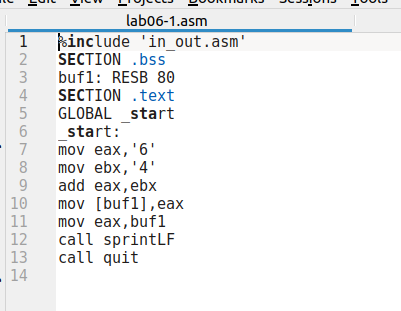 Edit View Projects Bookmarks Sessions Tools
lab06-1.asm
1 %include 'in_out.asm'
2 SECTION .bss
3 buf1: RESB 80
4 SECTION .text
5 GLOBAL _start
6 _start:
7 mov eax,'6'
8 mov ebx,'4'
9 add eax,ebx
10 mov [buf1],eax
11 mov eax,buf1
12 call sprintLF
13 call quit
14